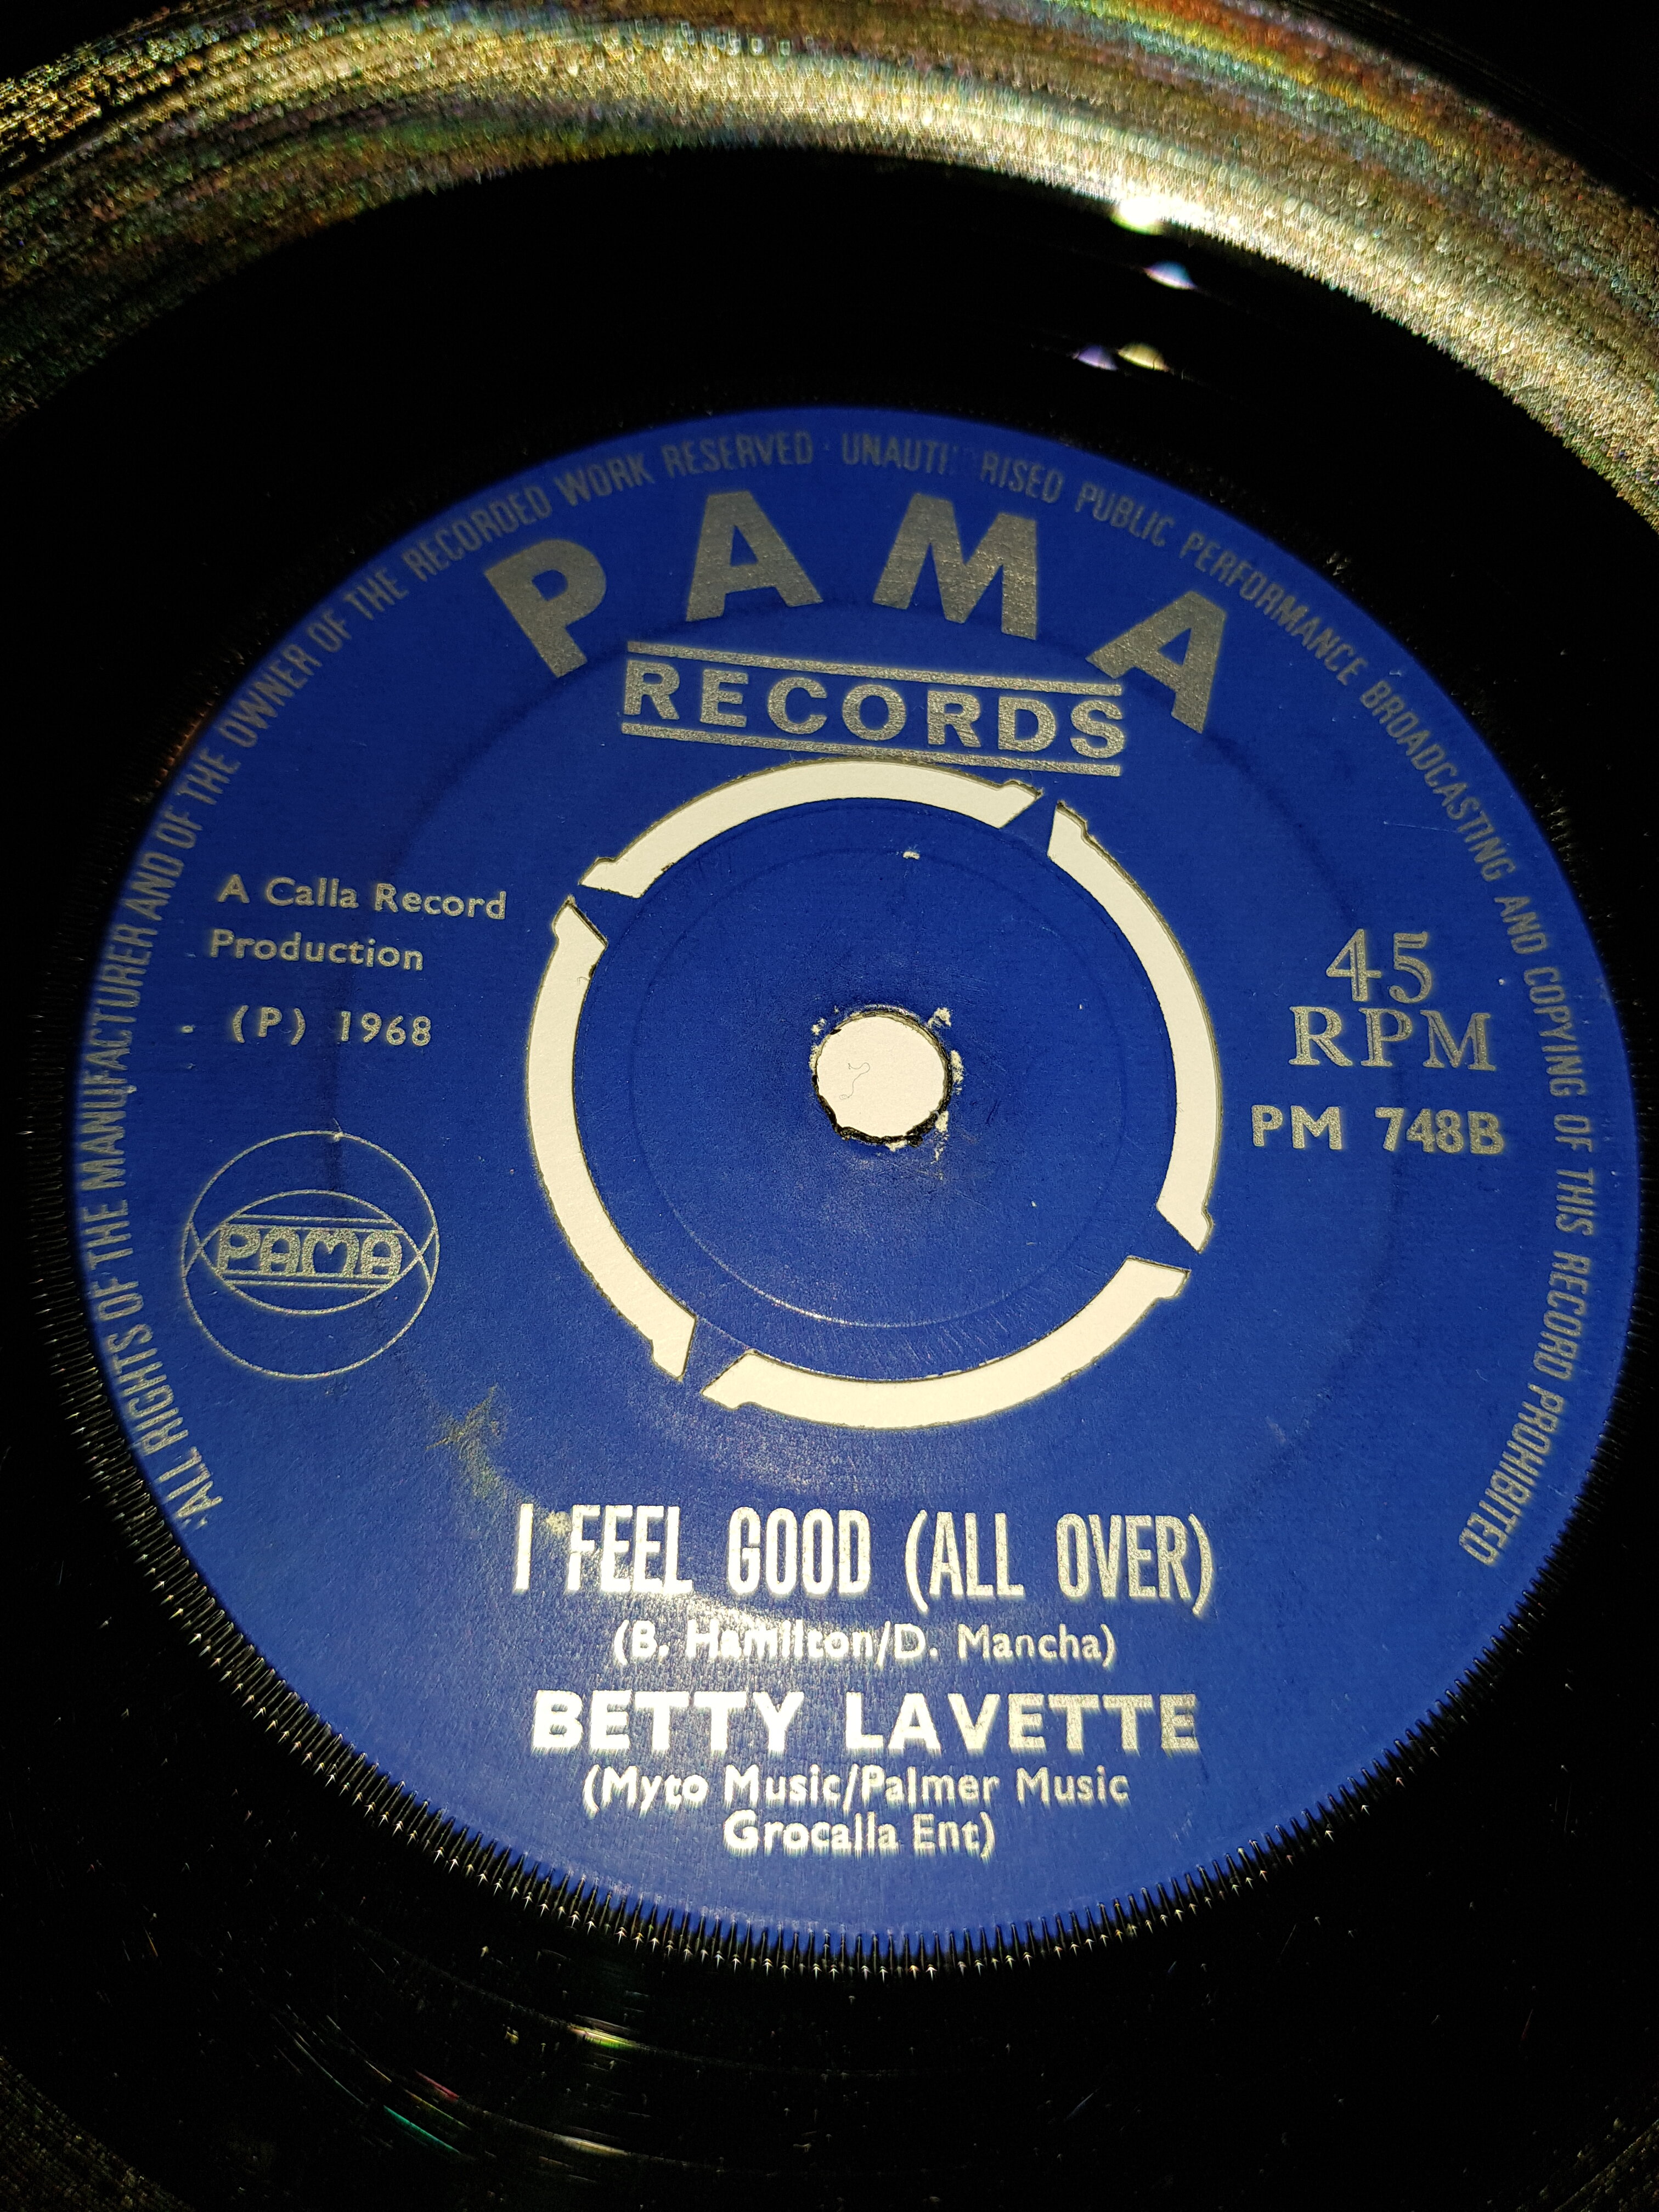 "ALL RIGHTS OF THE MANUFACTURER AND OF THE OWNER OF THE RECORDED WORK RESERVED · UNAUTHORISED PUBLIC PERFORMANCE BROADCASTING AND COPYING OF THIS RECORD PROHIBITED
PAMA
RECORDS
A Calla Record
Production
(P) 1968
45
RPM
PM 748B
PAMA
I FEEL GOOD (ALL OVER)
(B. Hamilton/D. Mancha)
BETTY LAVETTE
(Myto Music/Palmer Music
Grocalla Ent)